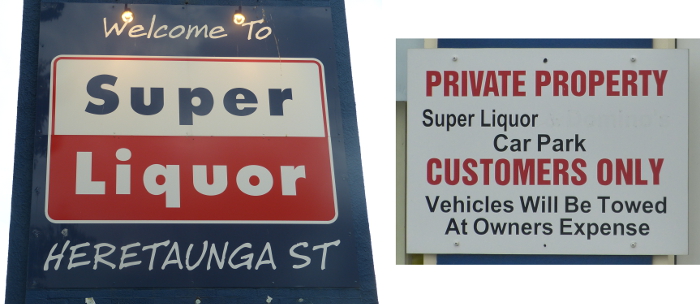 Welcome To
Super
Liquor
HERETAUNGA ST
PRIVATE PROPERTY
Super Liquor
Car Park
CUSTOMERS ONLY
Vehicles Will Be Towed
At Owners Expense